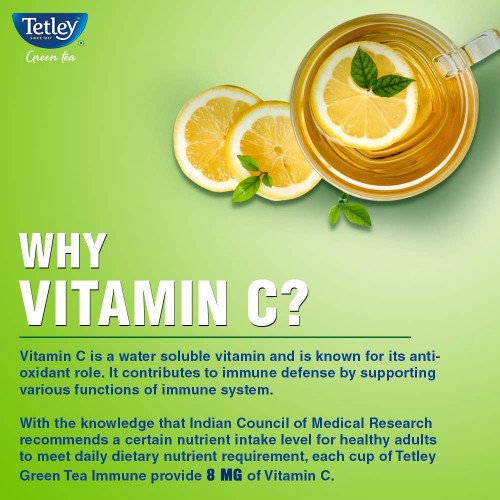 Tetley
SINCE 1837
Green tea
WHY
VITAMIN C?
Vitamin C is a water soluble vitamin and is known for its anti-
oxidant role. It contributes to immune defense by supporting
various functions of immune system.
With the knowledge that Indian Council of Medical Research
recommends a certain nutrient intake level for healthy adults
to meet daily dietary nutrient requirement, each cup of Tetley
Green Tea Immune provide 8 MG of Vitamin C.